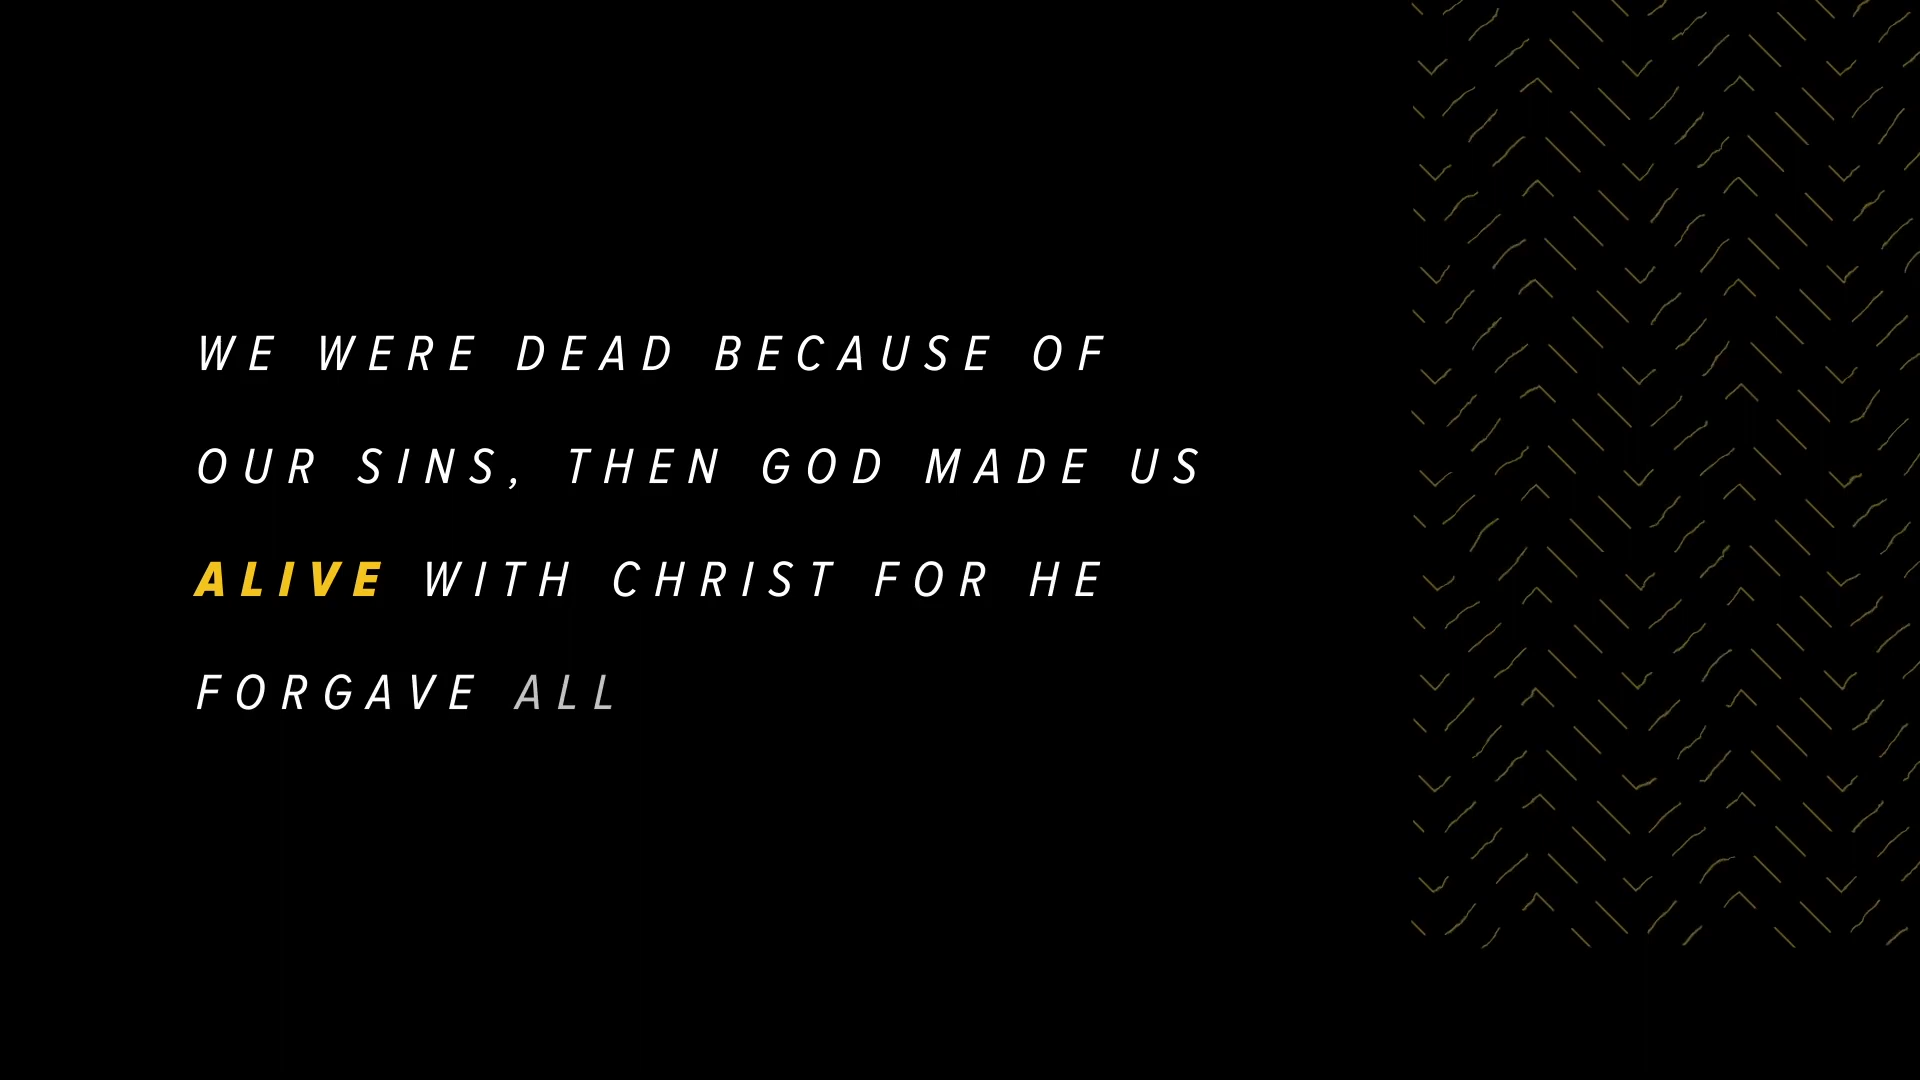 WE WERE DEAD BECAUSE OF
OUR SINS, THEN GOD MADE US
ALIVE WITH CHRIST FOR HE
FORGAVE ALL